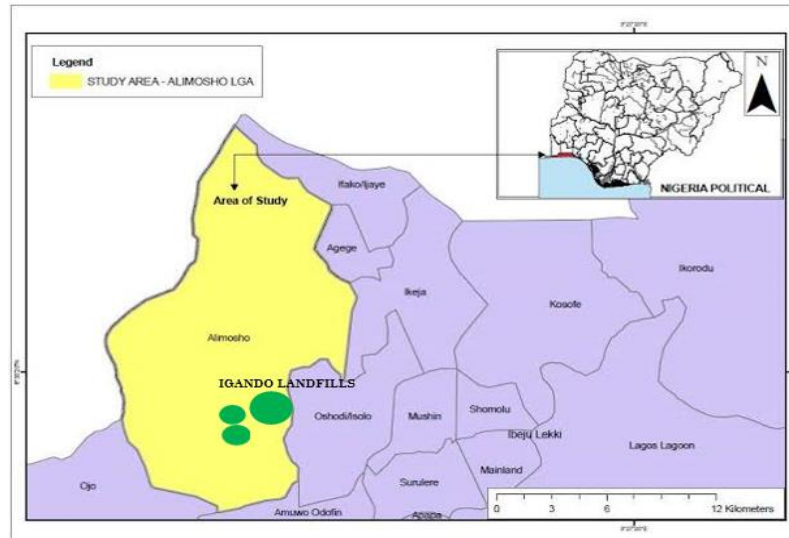 Legend
STUDY AREA - ALIMOSHO LGA
N
NIGERIA POLITICAL
Ifako/Ijaye
Area of Study
Agege
Ikorodu
Ikeja
Kosofe
Alimosho
IGANDO LANDFILLS
Oshodi/Isolo
Mushin
Shomolu
Ibeju Lekki
Lagos Lagoon
Mainland
Ojo
Surulere
0 3 6 12 Kilometers
Amuwo Odofin
Apapa